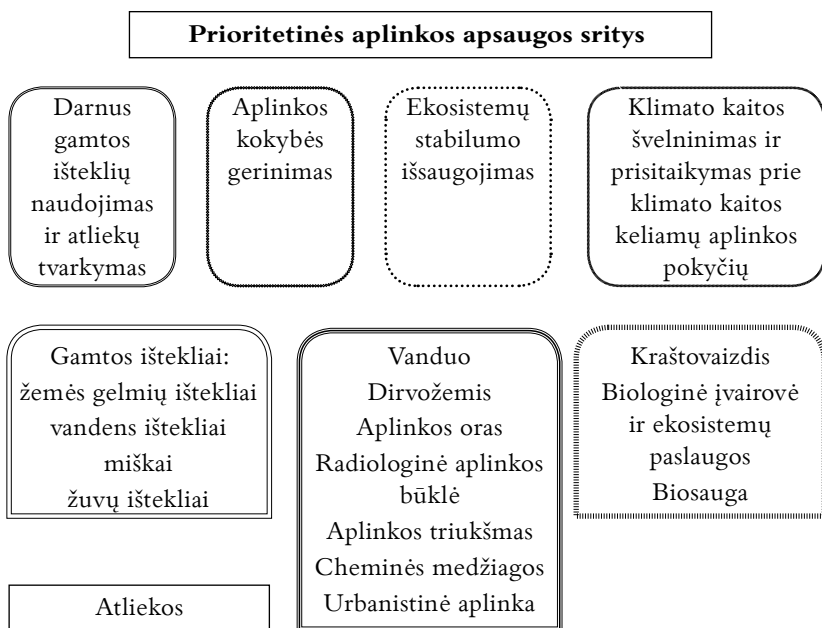 Prioritetinės aplinkos apsaugos sritys
Darnus
gamtos
išteklių
naudojimas
ir atliekų
tvarkymas
Aplinkos
kokybės
gerinimas
Ekosistemų
stabilumo
išsaugojimas
Klimato kaitos
švelninimas ir
prisitaikymas prie
klimato kaitos
keliamų aplinkos
pokyčių
Gamtos ištekliai:
žemės gelmių ištekliai
vandens ištekliai
miškai
žuvų ištekliai
Atliekos
Vanduo
Dirvožemis
Aplinkos oras
Radiologinė aplinkos
būklė
Aplinkos triukšmas
Cheminės medžiagos
Urbanistinė aplinka
Kraštovaizdis
Biologinė įvairovė
ir ekosistemų
paslaugos
Biosauga